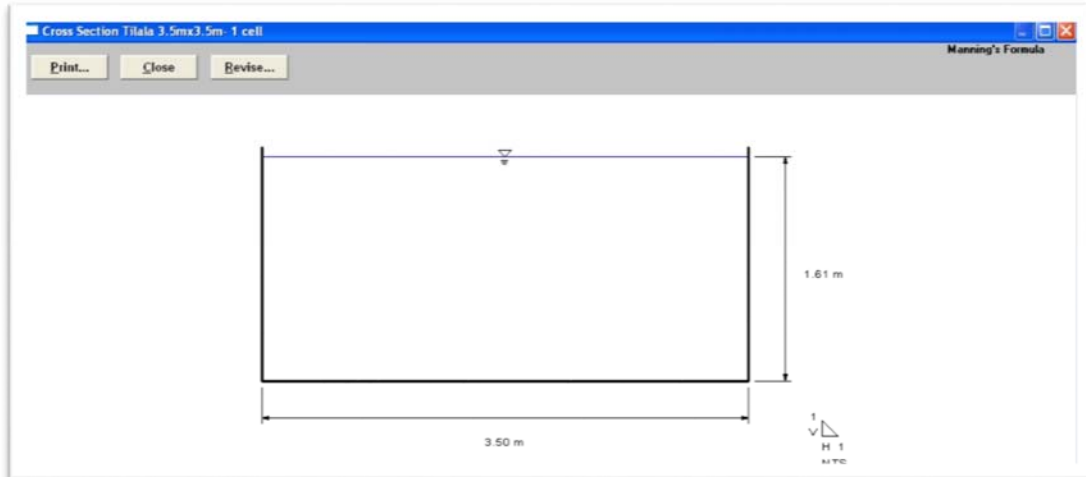 Cross Section Tilala 3.5mx3.5m- 1 cell
Manning's Formula
Print... Close Revise...
1.61 m
3.50 m
1
V
H 1
NTS